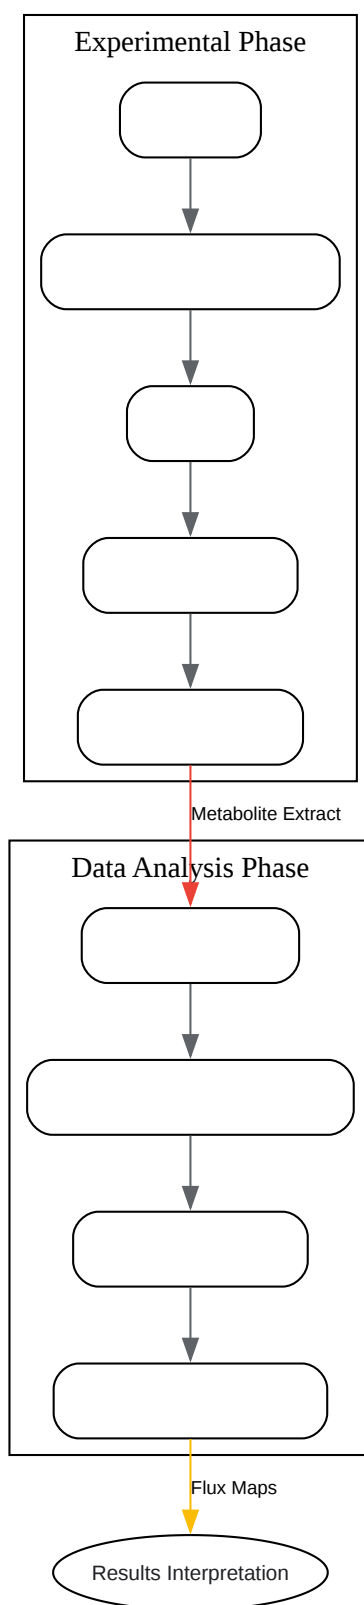 Experimental Phase
Metabolite Extract
Data Analysis Phase
Flux Maps
Results Interpretation